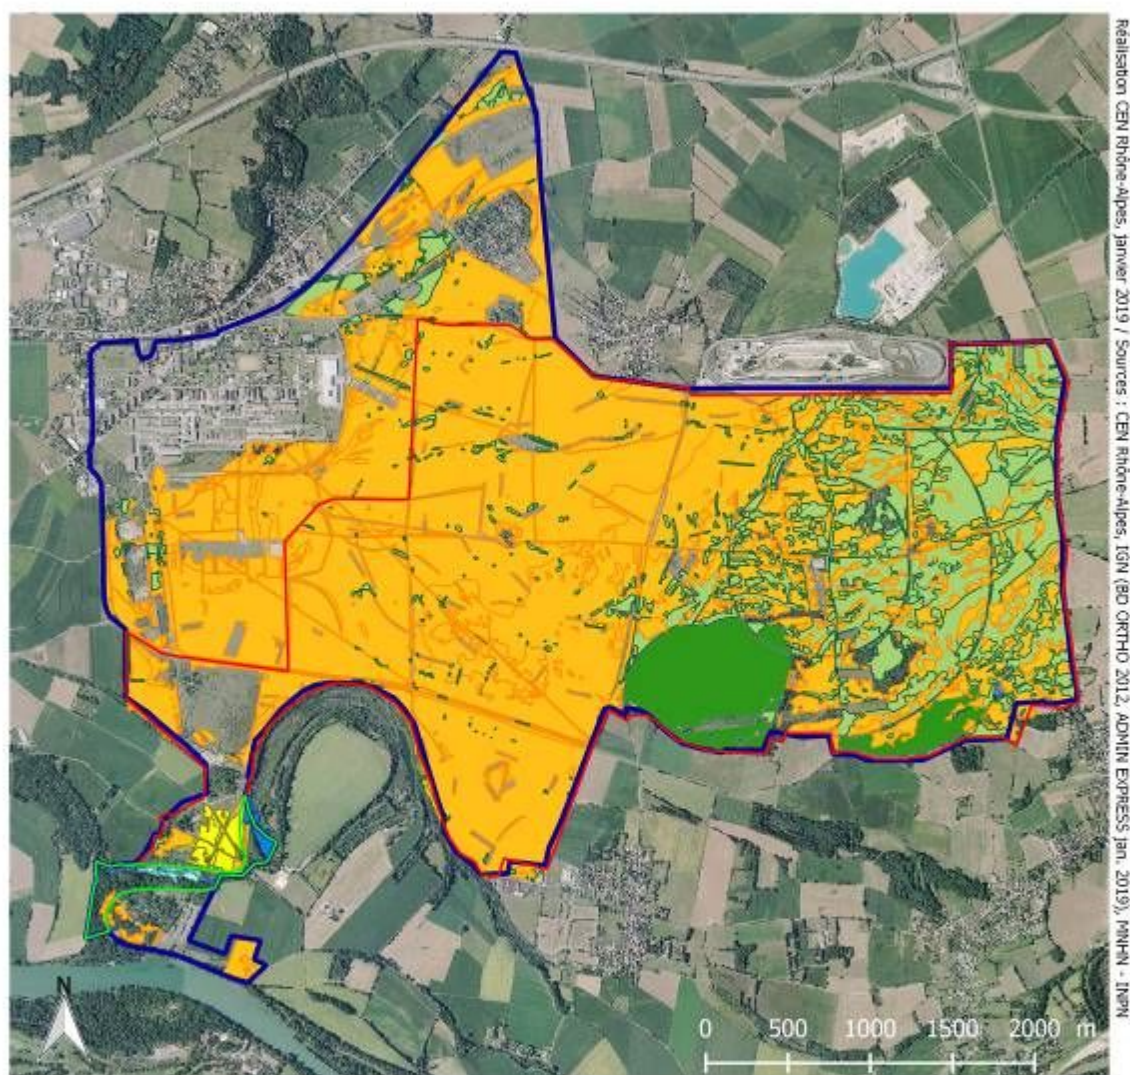 Réalisation CEN Rhône-Alpes, janvier 2019 / Sources : CEN Rhône-Alpes, IGN (BD ORTHO 2012, ADMIN EXPRESS jan. 2019), MNHN - INPN
N
0 500 1000 1500 2000 m